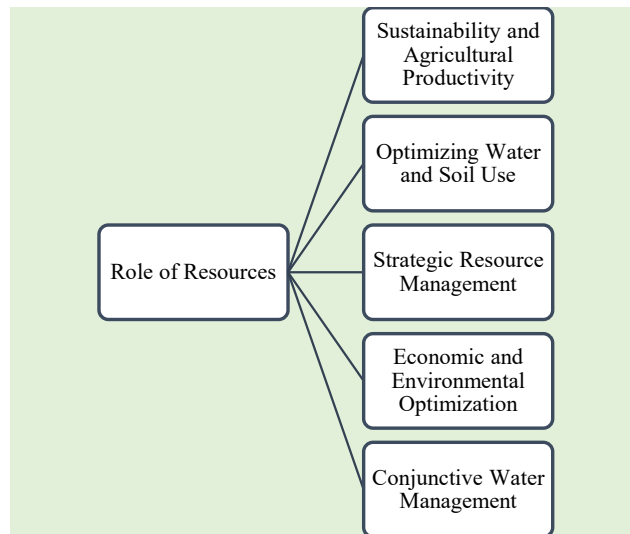 Sustainability and
Agricultural
Productivity
Optimizing Water
and Soil Use
Role of Resources
Strategic Resource
Management
Economic and
Environmental
Optimization
Conjunctive Water
Management